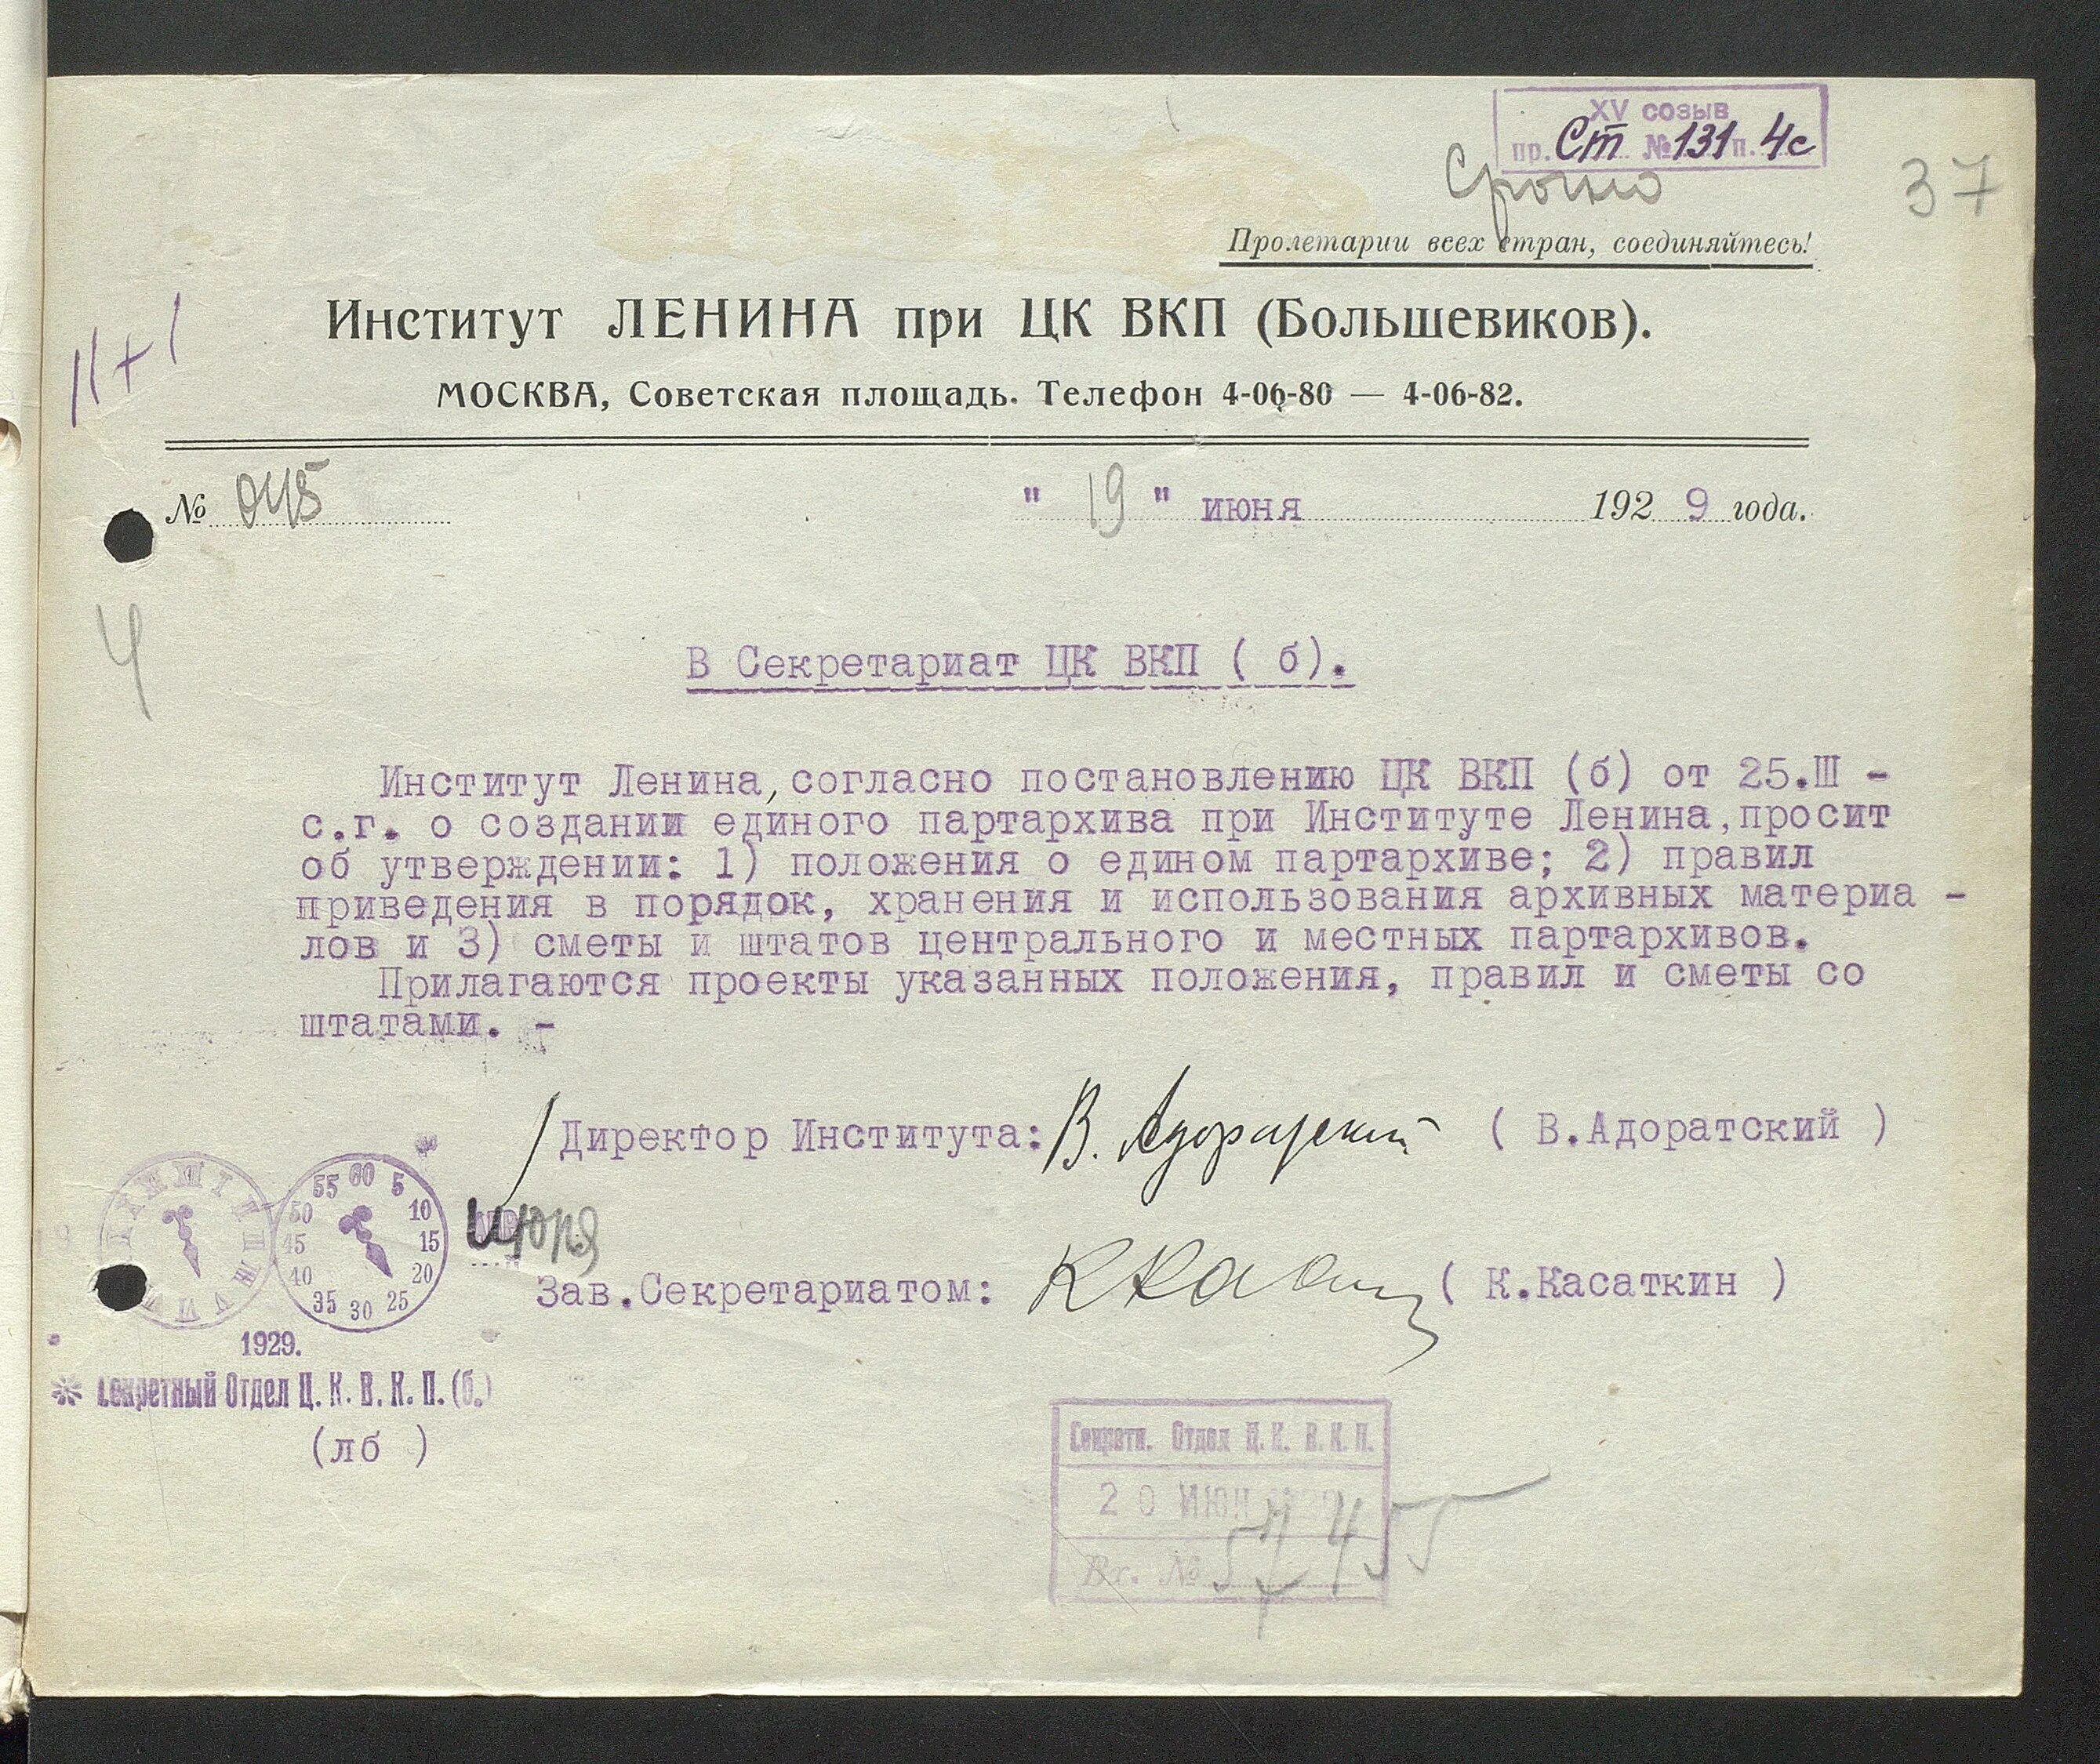 XV созыв
пр. Ст № 131 п. 4с
Срочно
37
Пролетарии всех стран, соединяйтесь!
Институт ЛЕНИНА при ЦК ВКП (Большевиков).
11+1
МОСКВА, Советская площадь. Телефон 4-06-80 — 4-06-82.
№ 045 " 19 " июня 1929 года.
4
В Секретариат ЦК ВКП ( б).
Институт Ленина, согласно постановлению ЦК ВКП (б) от 25.III -
с.г. о создании единого партархива при Институте Ленина, просит
об утверждении: 1) положения о едином партархиве; 2) правил
приведения в порядок, хранения и использования архивных материа -
лов и 3) сметы и штатов центрального и местных партархивов.
Прилагаются проекты указанных положения, правил и сметы со
штатами. -
Директор Института: В. Адоратский ( В.Адоратский )
60 5 10 15 20 25 30 35 40 45 50 55
июня
Зав.Секретариатом: ( К.Касаткин )
1929.
Секретный Отдел Ц. К. В. К. П. (б.)
(лб )
Секретн. Отдел Ц. К. В. К. П.
20 ИЮН
Вх. №